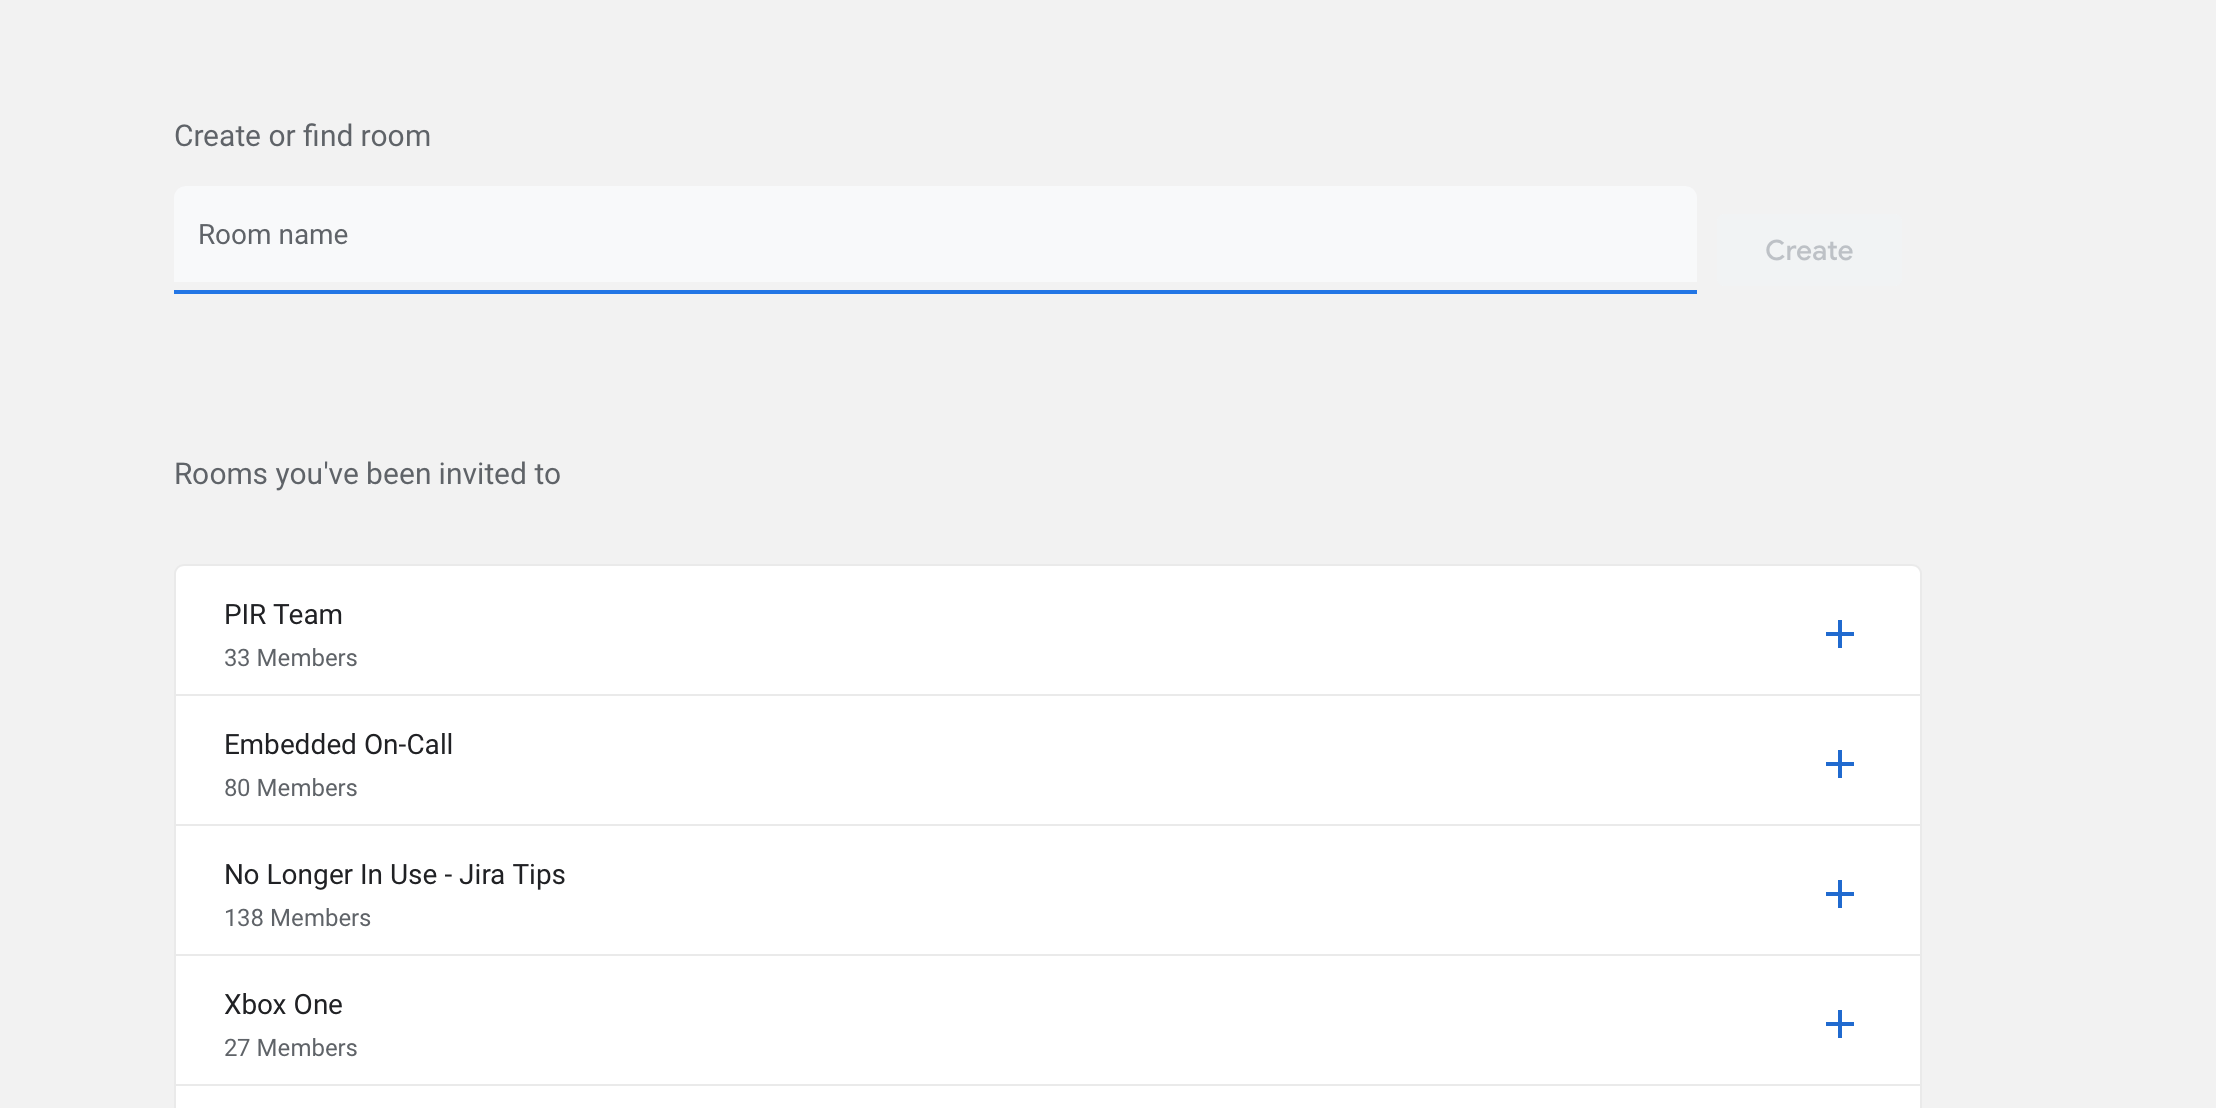 Create or find room
Room name
Create
Rooms you've been invited to
PIR Team
33 Members
Embedded On-Call
80 Members
No Longer In Use - Jira Tips
138 Members
Xbox One
27 Members